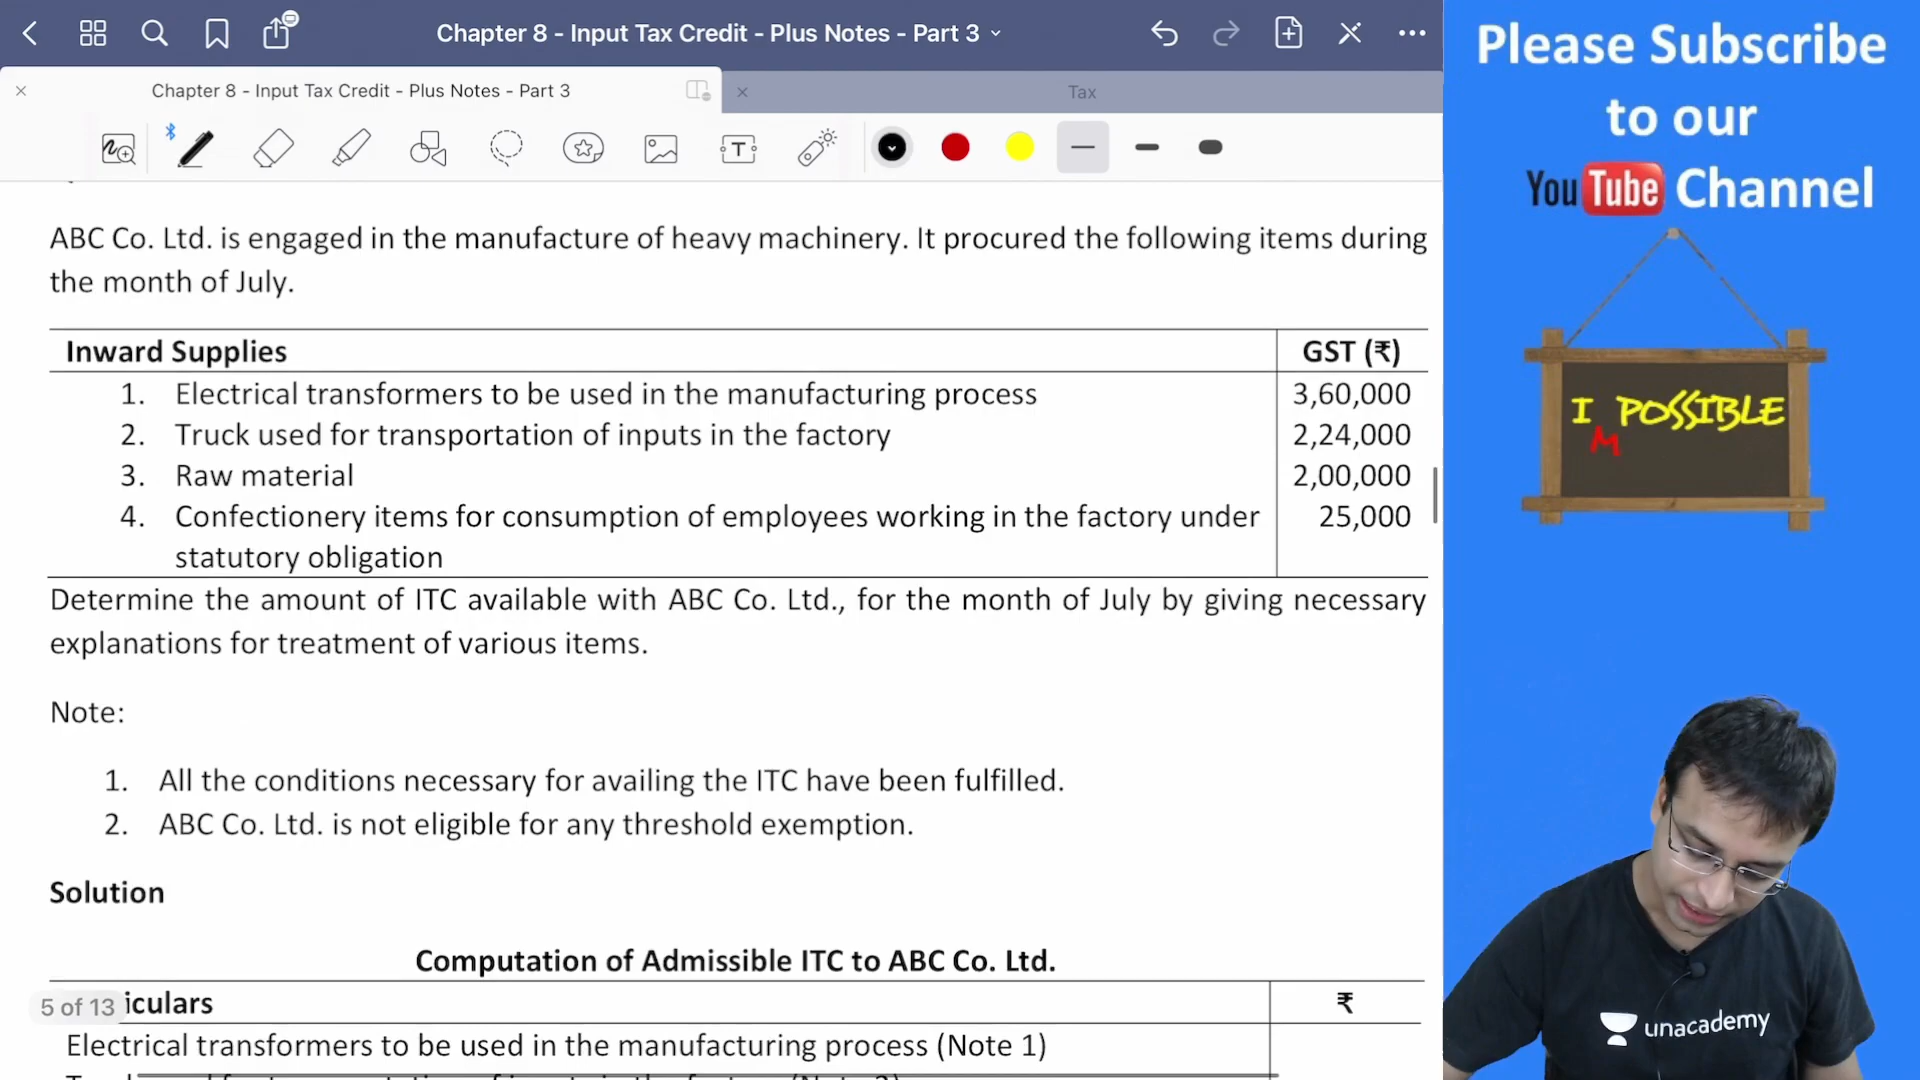 Chapter 8 - Input Tax Credit - Plus Notes - Part 3
Chapter 8 - Input Tax Credit - Plus Notes - Part 3
Tax
ABC Co. Ltd. is engaged in the manufacture of heavy machinery. It procured the following items during
the month of July.
Inward Supplies GST (₹)
1. Electrical transformers to be used in the manufacturing process 3,60,000
2. Truck used for transportation of inputs in the factory 2,24,000
3. Raw material 2,00,000
4. Confectionery items for consumption of employees working in the factory under 25,000
statutory obligation
Determine the amount of ITC available with ABC Co. Ltd., for the month of July by giving necessary
explanations for treatment of various items.
Note:
1. All the conditions necessary for availing the ITC have been fulfilled.
2. ABC Co. Ltd. is not eligible for any threshold exemption.
Solution
Computation of Admissible ITC to ABC Co. Ltd.
5 of 13
iculars ₹
Electrical transformers to be used in the manufacturing process (Note 1)
Please Subscribe
to our
YouTube Channel
I POSSIBLE
M
unacademy